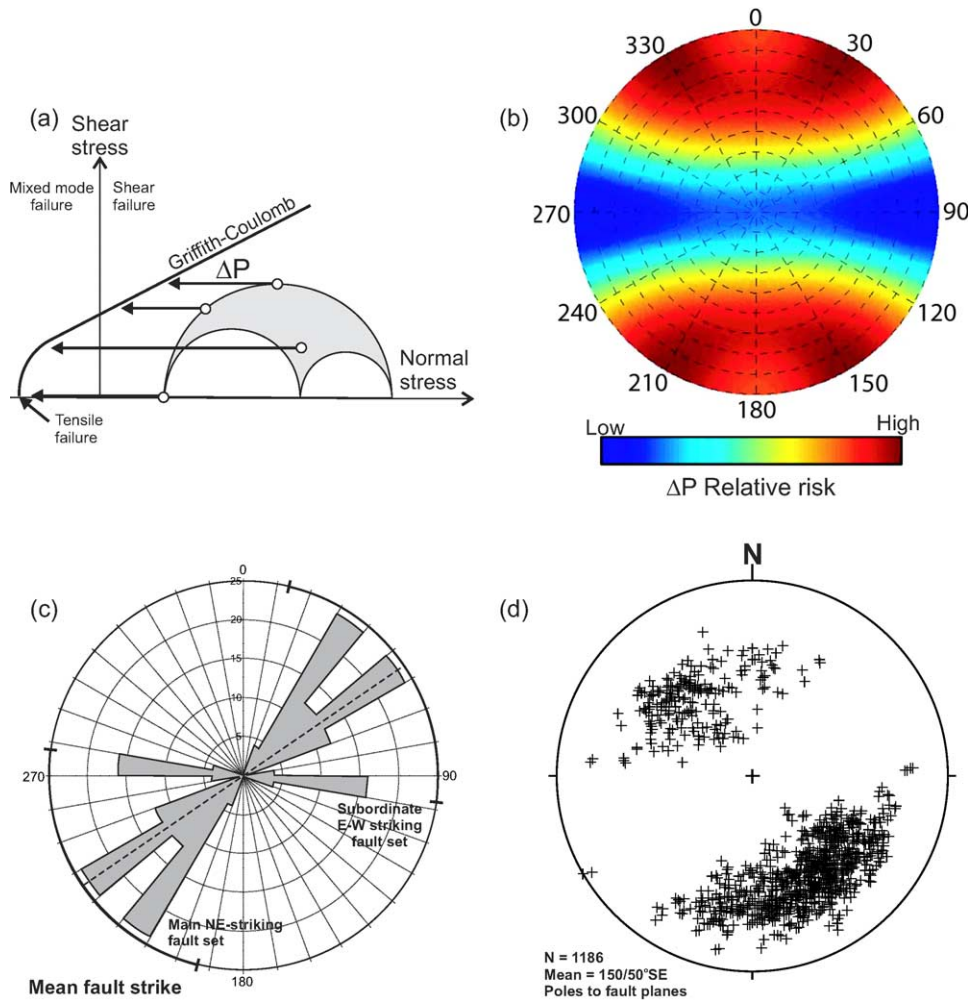 (a)
Shear
stress
Mixed mode
failure
Shear
failure
Griffith-Coulomb
ΔP
Normal
stress
Tensile
failure
(b)
0
30
60
90
120
150
180
210
240
270
300
330
Low
High
ΔP Relative risk
(c)
0
25
20
15
10
5
270
90
180
Subordinate
E-W striking
fault set
Main NE-striking
fault set
Mean fault strike
(d)
N
N = 1186
Mean = 150/50°SE
Poles to fault planes